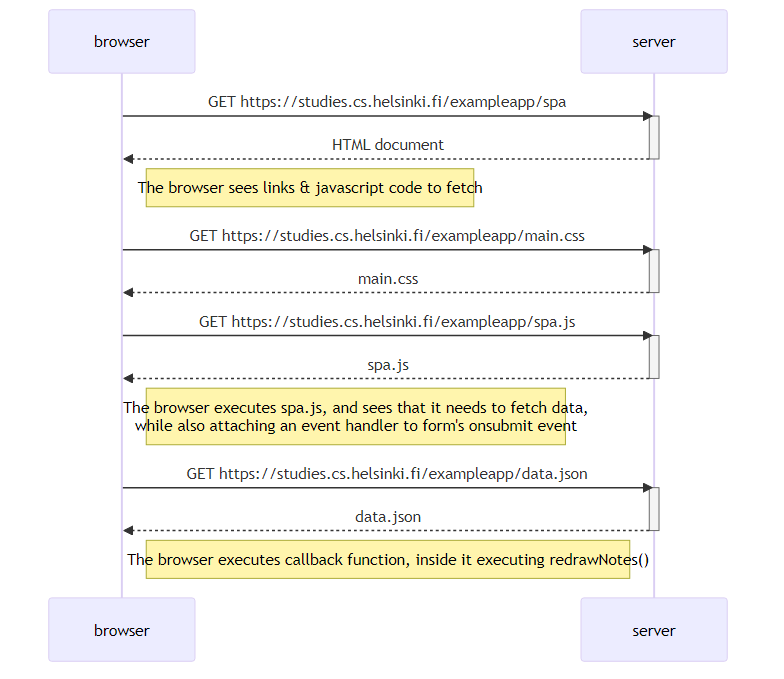 browser
server
GET https://studies.cs.helsinki.fi/exampleapp/spa
HTML document
The browser sees links & javascript code to fetch
GET https://studies.cs.helsinki.fi/exampleapp/main.css
main.css
GET https://studies.cs.helsinki.fi/exampleapp/spa.js
spa.js
The browser executes spa.js, and sees that it needs to fetch data,
while also attaching an event handler to form's onsubmit event
GET https://studies.cs.helsinki.fi/exampleapp/data.json
data.json
The browser executes callback function, inside it executing redrawNotes()
browser
server